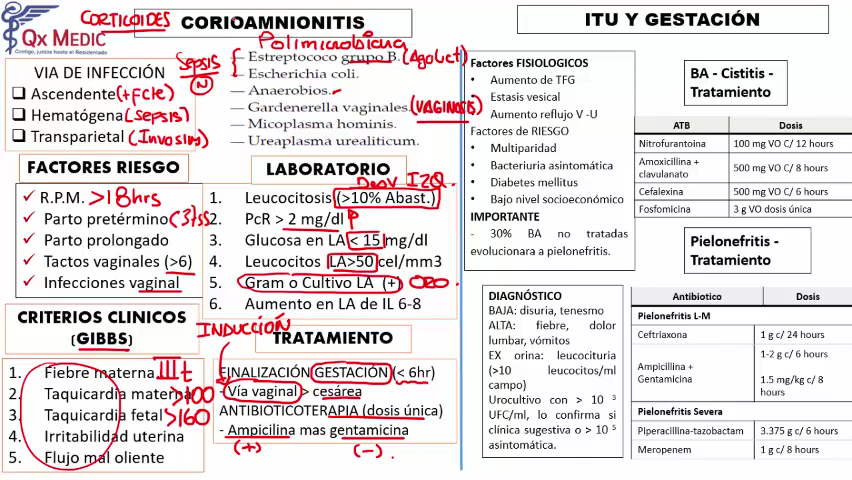 CORTICOIDES
CORIOAMNIONITIS
Qx MEDIC
Contigo, juntos hasta el Residentado
VIA DE INFECCIÓN
Ascendente (+FCte)
Hematógena (Sepsis)
Transparietal (Invasivo)
Sepsis
(N)
Polimicrobiana
— Estreptococo grupo B. (Agalact)
— Escherichia coli.
— Anaerobios.
— Gardenerella vaginales. (VAGINOSIS)
— Micoplasma hominis.
— Ureaplasma urealiticum.
FACTORES RIESGO
✓ R.P.M. >18hrs
✓ Parto pretérmino (37ss
✓ Parto prolongado
✓ Tactos vaginales (>6)
✓ Infecciones vaginal
LABORATORIO
Desv IZQ.
1. Leucocitosis (>10% Abast.)
2. PcR > 2 mg/dl
3. Glucosa en LA < 15 mg/dl
4. Leucocitos LA>50 cel/mm3
5. Gram o Cultivo LA (+) ORO.
6. Aumento en LA de IL 6-8
CRITERIOS CLINICOS
(GIBBS)
1. Fiebre materna IIIt
2. Taquicardia materna >100
3. Taquicardia fetal >160
4. Irritabilidad uterina
5. Flujo mal oliente
INDUCCIÓN
TRATAMIENTO
FINALIZACIÓN GESTACIÓN (< 6hr)
- Vía vaginal > cesárea
ANTIBIOTICOTERAPIA (dosis única)
- Ampicilina mas gentamicina
(+) (-).
ITU Y GESTACIÓN
Factores FISIOLOGICOS
• Aumento de TFG
• Estasis vesical
• Aumento reflujo V -U
Factores de RIESGO
• Multiparidad
• Bacteriuria asintomática
• Diabetes mellitus
• Bajo nivel socioeconómico
IMPORTANTE
- 30% BA no tratadas
evolucionara a pielonefritis.
BA - Cistitis -
Tratamiento
ATB Dosis
Nitrofurantoina 100 mg VO C/ 12 hours
Amoxicillina + clavulanato 500 mg VO C/ 8 hours
Cefalexina 500 mg VO C/ 6 hours
Fosfomicina 3 g VO dosis única
Pielonefritis -
Tratamiento
DIAGNÓSTICO
BAJA: disuria, tenesmo
ALTA: fiebre, dolor
lumbar, vómitos
EX orina: leucocituria
(>10 leucocitos/ml
campo)
Urocultivo con > 10 3
UFC/ml, lo confirma si
clínica sugestiva o > 10 5
asintomática.
Antibiotico Dosis
Pielonefritis L-M
Ceftriaxona 1 g c/ 24 hours
Ampicillina + Gentamicina 1-2 g c/ 6 hours
1.5 mg/kg c/ 8 hours
Pielonefritis Severa
Piperacillina-tazobactam 3.375 g c/ 6 hours
Meropenem 1 g c/ 8 hours